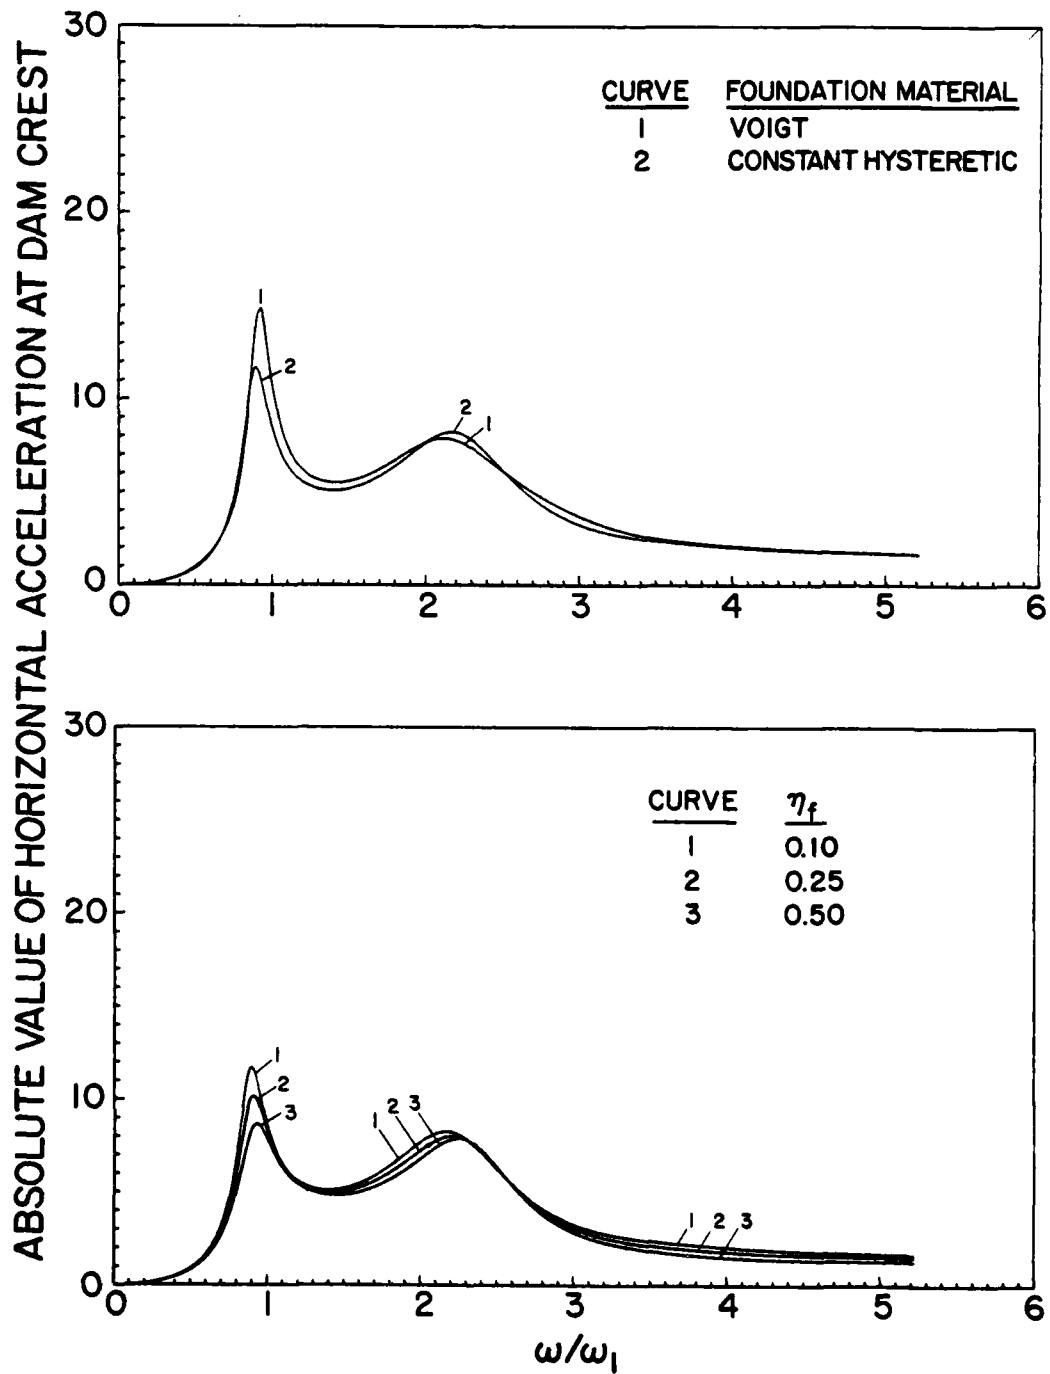 ABSOLUTE VALUE OF HORIZONTAL ACCELERATION AT DAM CREST
30
20
10
0
CURVE FOUNDATION MATERIAL
1 VOIGT
2 CONSTANT HYSTERETIC
1
2
2
1
0 1 2 3 4 5 6
30
20
10
0
CURVE ηf
1 0.10
2 0.25
3 0.50
1
2
3
1 2 3
1 2 3
0 1 2 3 4 5 6
ω/ω1